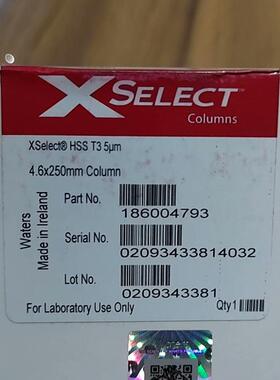 XSELECT™
Columns
XSelect® HSS T3 5µm
4.6x250mm Column
Part No.
186004793
Serial No.
02093433814032
Lot No.
0209343381
Waters
Made in Ireland
For Laboratory Use Only
Qty 1